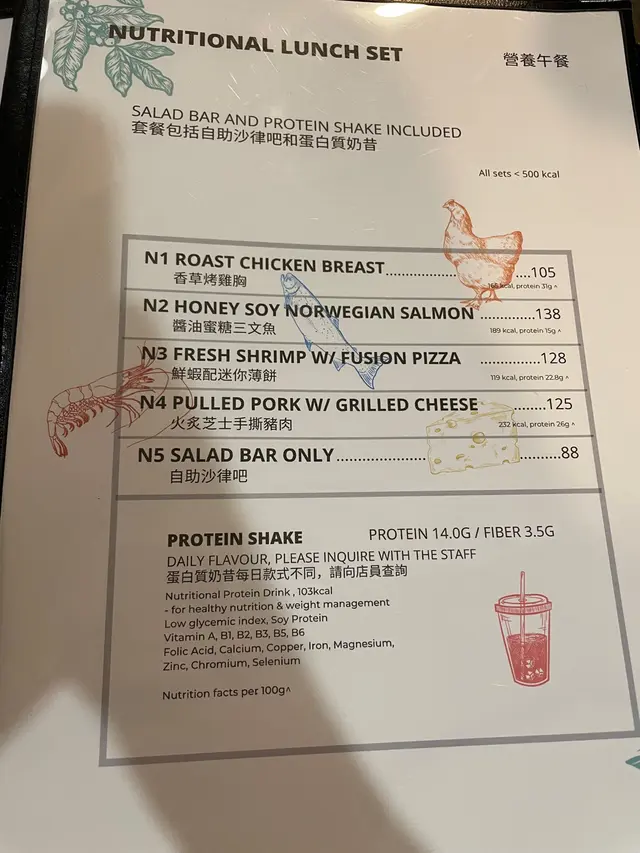 NUTRITIONAL LUNCH SET
營養午餐
SALAD BAR AND PROTEIN SHAKE INCLUDED
套餐包括自助沙律吧和蛋白質奶昔
All sets < 500 kcal
N1 ROAST CHICKEN BREAST....................105
香草烤雞胸
165 kcal, protein 31g ^
N2 HONEY SOY NORWEGIAN SALMON .............138
醬油蜜糖三文魚
189 kcal, protein 15g ^
N3 FRESH SHRIMP W/ FUSION PIZZA ..............128
鮮蝦配迷你薄餅
119 kcal, protein 22.8g ^
N4 PULLED PORK W/ GRILLED CHEESE ........125
火炙芝士手撕豬肉
232 kcal, protein 26g ^
N5 SALAD BAR ONLY..............................88
自助沙律吧
PROTEIN SHAKE
PROTEIN 14.0G / FIBER 3.5G
DAILY FLAVOUR, PLEASE INQUIRE WITH THE STAFF
蛋白質奶昔每日款式不同，請向店員查詢
Nutritional Protein Drink , 103kcal
- for healthy nutrition & weight management
Low glycemic index, Soy Protein
Vitamin A, B1, B2, B3, B5, B6
Folic Acid, Calcium, Copper, Iron, Magnesium,
Zinc, Chromium, Selenium
Nutrition facts per 100g^